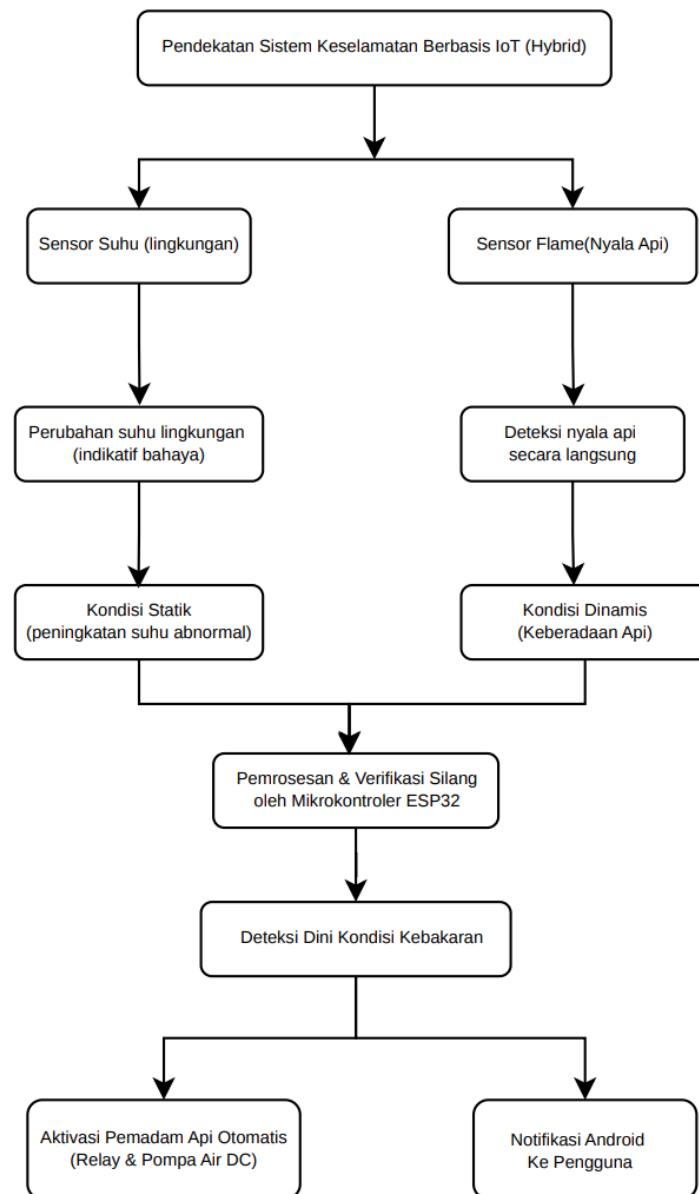 Pendekatan Sistem Keselamatan Berbasis IoT (Hybrid)
Sensor Suhu (lingkungan)
Sensor Flame(Nyala Api)
Perubahan suhu lingkungan
(indikatif bahaya)
Deteksi nyala api
secara langsung
Kondisi Statik
(peningkatan suhu abnormal)
Kondisi Dinamis
(Keberadaan Api)
Pemrosesan & Verifikasi Silang
oleh Mikrokontroler ESP32
Deteksi Dini Kondisi Kebakaran
Aktivasi Pemadam Api Otomatis
(Relay & Pompa Air DC)
Notifikasi Android
Ke Pengguna